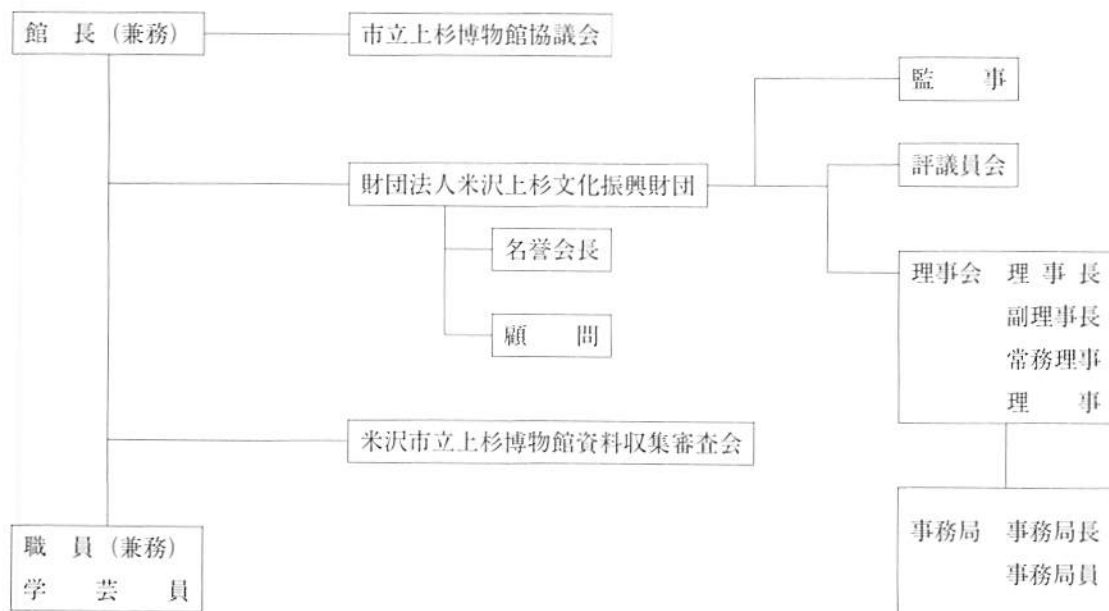 館　長（兼務）
市立上杉博物館協議会
監　　事
評議員会
財団法人米沢上杉文化振興財団
名誉会長
顧　　問
理事会　理 事 長
副理事長
常務理事
理　　事
米沢市立上杉博物館資料収集審査会
職　員（兼務）
学　芸　員
事務局　事務局長
事務局員